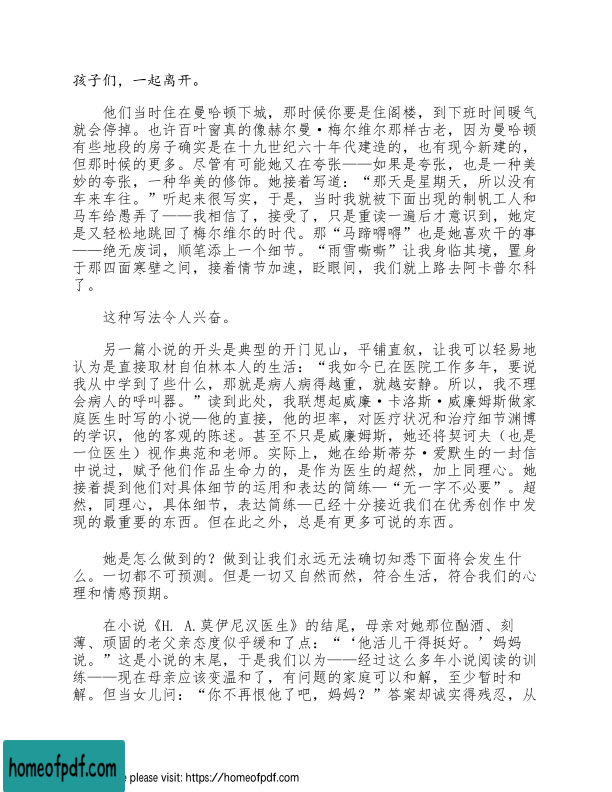 孩子们，一起离开。
他们当时住在曼哈顿下城，那时候你要是住阁楼，到下班时间暖气
就会停掉。也许百叶窗真的像赫尔曼·梅尔维尔那样古老，因为曼哈顿
有些地段的房子确实是在十九世纪六十年代建造的，也有现今新建的，
但那时候的更多。尽管有可能她又在夸张——如果是夸张，也是一种美
妙的夸张，一种华美的修饰。她接着写道：“那天是星期天，所以没有
车来车往。”听起来很写实，于是，当时我就被下面出现的制帆工人和
马车给愚弄了——我相信了，接受了，只是重读一遍后才意识到，她定
是又轻松地跳回了梅尔维尔的时代。那“马蹄嘚嘚”也是她喜欢干的事
——绝无废词，顺笔添上一个细节。“雨雪嘶嘶”让我身临其境，置身
于那四面寒壁之间，接着情节加速，眨眼间，我们就上路去阿卡普尔科
了。
这种写法令人兴奋。
另一篇小说的开头是典型的开门见山，平铺直叙，让我可以轻易地
认为是直接取材自伯林本人的生活：“我如今已在医院工作多年，要说
我从中学到了些什么，那就是病人病得越重，就越安静。所以，我不理
会病人的呼叫器。”读到此处，我联想起威廉·卡洛斯·威廉姆斯做家
庭医生时写的小说—他的直接，他的坦率，对医疗状况和治疗细节渊博
的学识，他的客观的陈述。甚至不只是威廉姆斯，她还将契诃夫（也是
一位医生）视作典范和老师。实际上，她在给斯蒂芬·爱默生的一封信
中说过，赋予他们作品生命力的，是作为医生的超然，加上同理心。她
接着提到他们对具体细节的运用和表达的简练—“无一字不必要”。超
然，同理心，具体细节，表达简练—已经十分接近我们在优秀创作中发
现的最重要的东西。但在此之外，总是有更多可说的东西。
她是怎么做到的？做到让我们永远无法确切知悉下面将会发生什
么。一切都不可预测。但是一切又自然而然，符合生活，符合我们的心
理和情感预期。
在小说《H. A.莫伊尼汉医生》的结尾，母亲对她那位酗酒、刻
薄、顽固的老父亲态度似乎缓和了点：“‘他活儿干得挺好。’妈妈
说。”这是小说的末尾，于是我们以为——经过这么多年小说阅读的训
练——现在母亲应该变温和了，有问题的家庭可以和解，至少暂时和
解。但当女儿问：“你不再恨他了吧，妈妈？”答案却诚实得残忍，从
homeofpdf.com
e please visit: https://homeofpdf.com